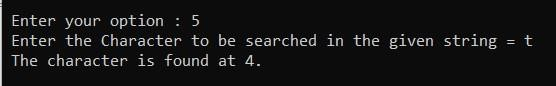 Enter your option : 5
Enter the Character to be searched in the given string = t
The character is found at 4.